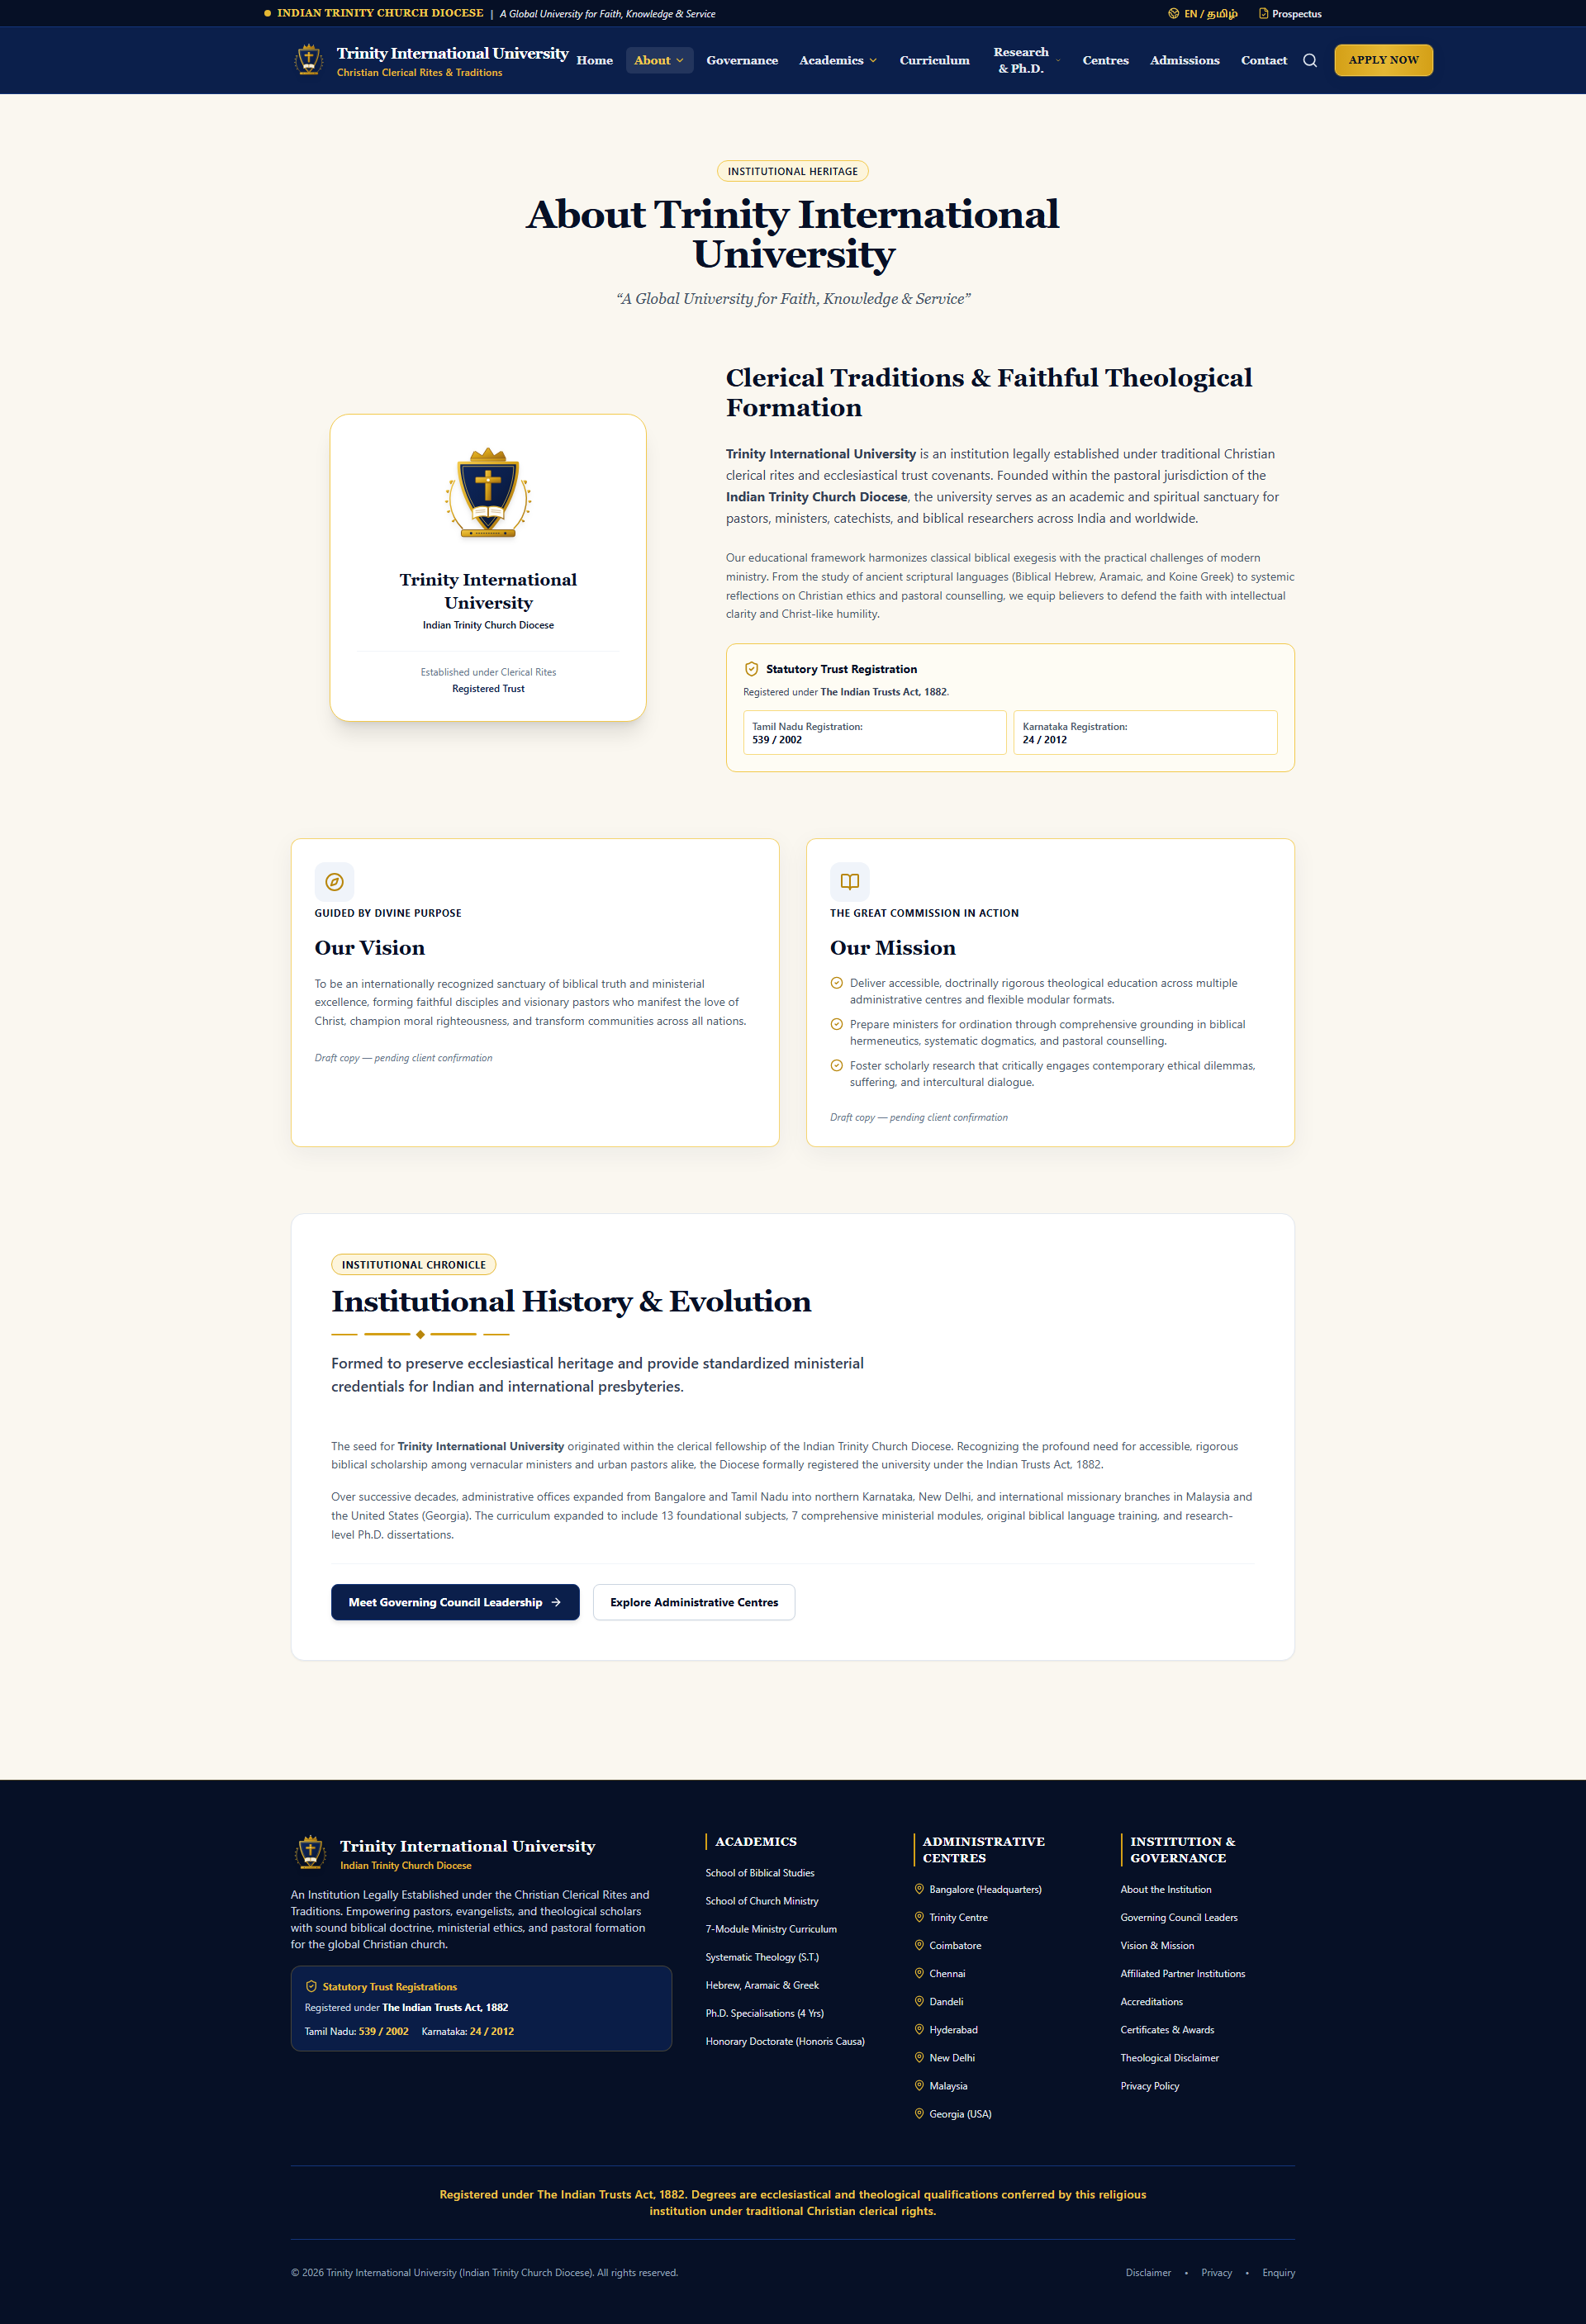 INDIAN TRINITY CHURCH DIOCESE | A Global University for Faith, Knowledge & Service
EN / தமிழ்
Prospectus
Trinity International University
Christian Clerical Rites & Traditions
Home
About
Governance
Academics
Curriculum
Research
& Ph.D.
Centres
Admissions
Contact
APPLY NOW
INSTITUTIONAL HERITAGE
About Trinity International
University
“A Global University for Faith, Knowledge & Service”
Trinity International
University
Indian Trinity Church Diocese
Established under Clerical Rites
Registered Trust
Clerical Traditions & Faithful Theological
Formation
Trinity International University is an institution legally established under traditional Christian
clerical rites and ecclesiastical trust covenants. Founded within the pastoral jurisdiction of the
Indian Trinity Church Diocese, the university serves as an academic and spiritual sanctuary for
pastors, ministers, catechists, and biblical researchers across India and worldwide.
Our educational framework harmonizes classical biblical exegesis with the practical challenges of modern
ministry. From the study of ancient scriptural languages (Biblical Hebrew, Aramaic, and Koine Greek) to systemic
reflections on Christian ethics and pastoral counselling, we equip believers to defend the faith with intellectual
clarity and Christ-like humility.
Statutory Trust Registration
Registered under The Indian Trusts Act, 1882.
Tamil Nadu Registration:
539 / 2002
Karnataka Registration:
24 / 2012
GUIDED BY DIVINE PURPOSE
Our Vision
To be an internationally recognized sanctuary of biblical truth and ministerial
excellence, forming faithful disciples and visionary pastors who manifest the love of
Christ, champion moral righteousness, and transform communities across all nations.
Draft copy — pending client confirmation
THE GREAT COMMISSION IN ACTION
Our Mission
Deliver accessible, doctrinally rigorous theological education across multiple
administrative centres and flexible modular formats.
Prepare ministers for ordination through comprehensive grounding in biblical
hermeneutics, systematic dogmatics, and pastoral counselling.
Foster scholarly research that critically engages contemporary ethical dilemmas,
suffering, and intercultural dialogue.
Draft copy — pending client confirmation
INSTITUTIONAL CHRONICLE
Institutional History & Evolution
Formed to preserve ecclesiastical heritage and provide standardized ministerial
credentials for Indian and international presbyteries.
The seed for Trinity International University originated within the clerical fellowship of the Indian Trinity Church Diocese. Recognizing the profound need for accessible, rigorous
biblical scholarship among vernacular ministers and urban pastors alike, the Diocese formally registered the university under the Indian Trusts Act, 1882.
Over successive decades, administrative offices expanded from Bangalore and Tamil Nadu into northern Karnataka, New Delhi, and international missionary branches in Malaysia and
the United States (Georgia). The curriculum expanded to include 13 foundational subjects, 7 comprehensive ministerial modules, original biblical language training, and research-
level Ph.D. dissertations.
Meet Governing Council Leadership
Explore Administrative Centres
Trinity International University
Indian Trinity Church Diocese
An Institution Legally Established under the Christian Clerical Rites and
Traditions. Empowering pastors, evangelists, and theological scholars
with sound biblical doctrine, ministerial ethics, and pastoral formation
for the global Christian church.
Statutory Trust Registrations
Registered under The Indian Trusts Act, 1882
Tamil Nadu: 539 / 2002 Karnataka: 24 / 2012
ACADEMICS
School of Biblical Studies
School of Church Ministry
7-Module Ministry Curriculum
Systematic Theology (S.T.)
Hebrew, Aramaic & Greek
Ph.D. Specialisations (4 Yrs)
Honorary Doctorate (Honoris Causa)
ADMINISTRATIVE
CENTRES
Bangalore (Headquarters)
Trinity Centre
Coimbatore
Chennai
Dandeli
Hyderabad
New Delhi
Malaysia
Georgia (USA)
INSTITUTION &
GOVERNANCE
About the Institution
Governing Council Leaders
Vision & Mission
Affiliated Partner Institutions
Accreditations
Certificates & Awards
Theological Disclaimer
Privacy Policy
Registered under The Indian Trusts Act, 1882. Degrees are ecclesiastical and theological qualifications conferred by this religious
institution under traditional Christian clerical rights.
© 2026 Trinity International University (Indian Trinity Church Diocese). All rights reserved.
Disclaimer • Privacy • Enquiry